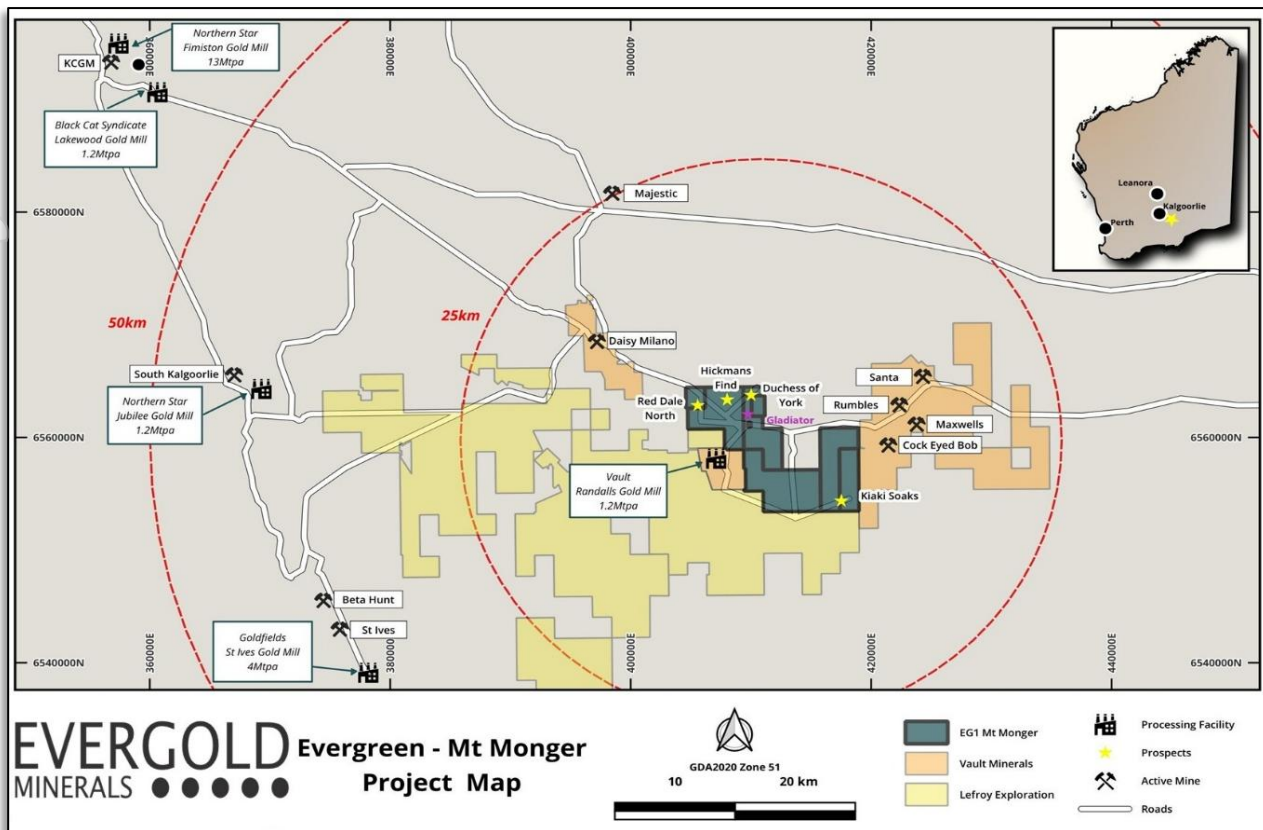 Northern Star
Fimiston Gold Mill
13Mtpa
KCGM
360000E
380000E
400000E
420000E
Black Cat Syndicate
Lakewood Gold Mill
1.2Mtpa
Leanora
Kalgoorlie
Perth
6580000N
6580000N
Majestic
50km
25km
Daisy Milano
South Kalgoorlie
Northern Star
Jubilee Gold Mill
1.2Mtpa
Hickmans
Find
Duchess of
York
Red Dale
North
Gladiator
Santa
Rumbles
Maxwells
Cock Eyed Bob
6560000N
6560000N
Vault
Randalls Gold Mill
1.2Mtpa
Kiaki Soaks
Beta Hunt
St Ives
Goldfields
St Ives Gold Mill
4Mtpa
6540000N
6540000N
360000E
380000E
400000E
420000E
440000E
EVERGOLD
MINERALS
Evergreen - Mt Monger
Project Map
GDA2020 Zone 51
10 20 km
EG1 Mt Monger
Vault Minerals
Lefroy Exploration
Processing Facility
Prospects
Active Mine
Roads